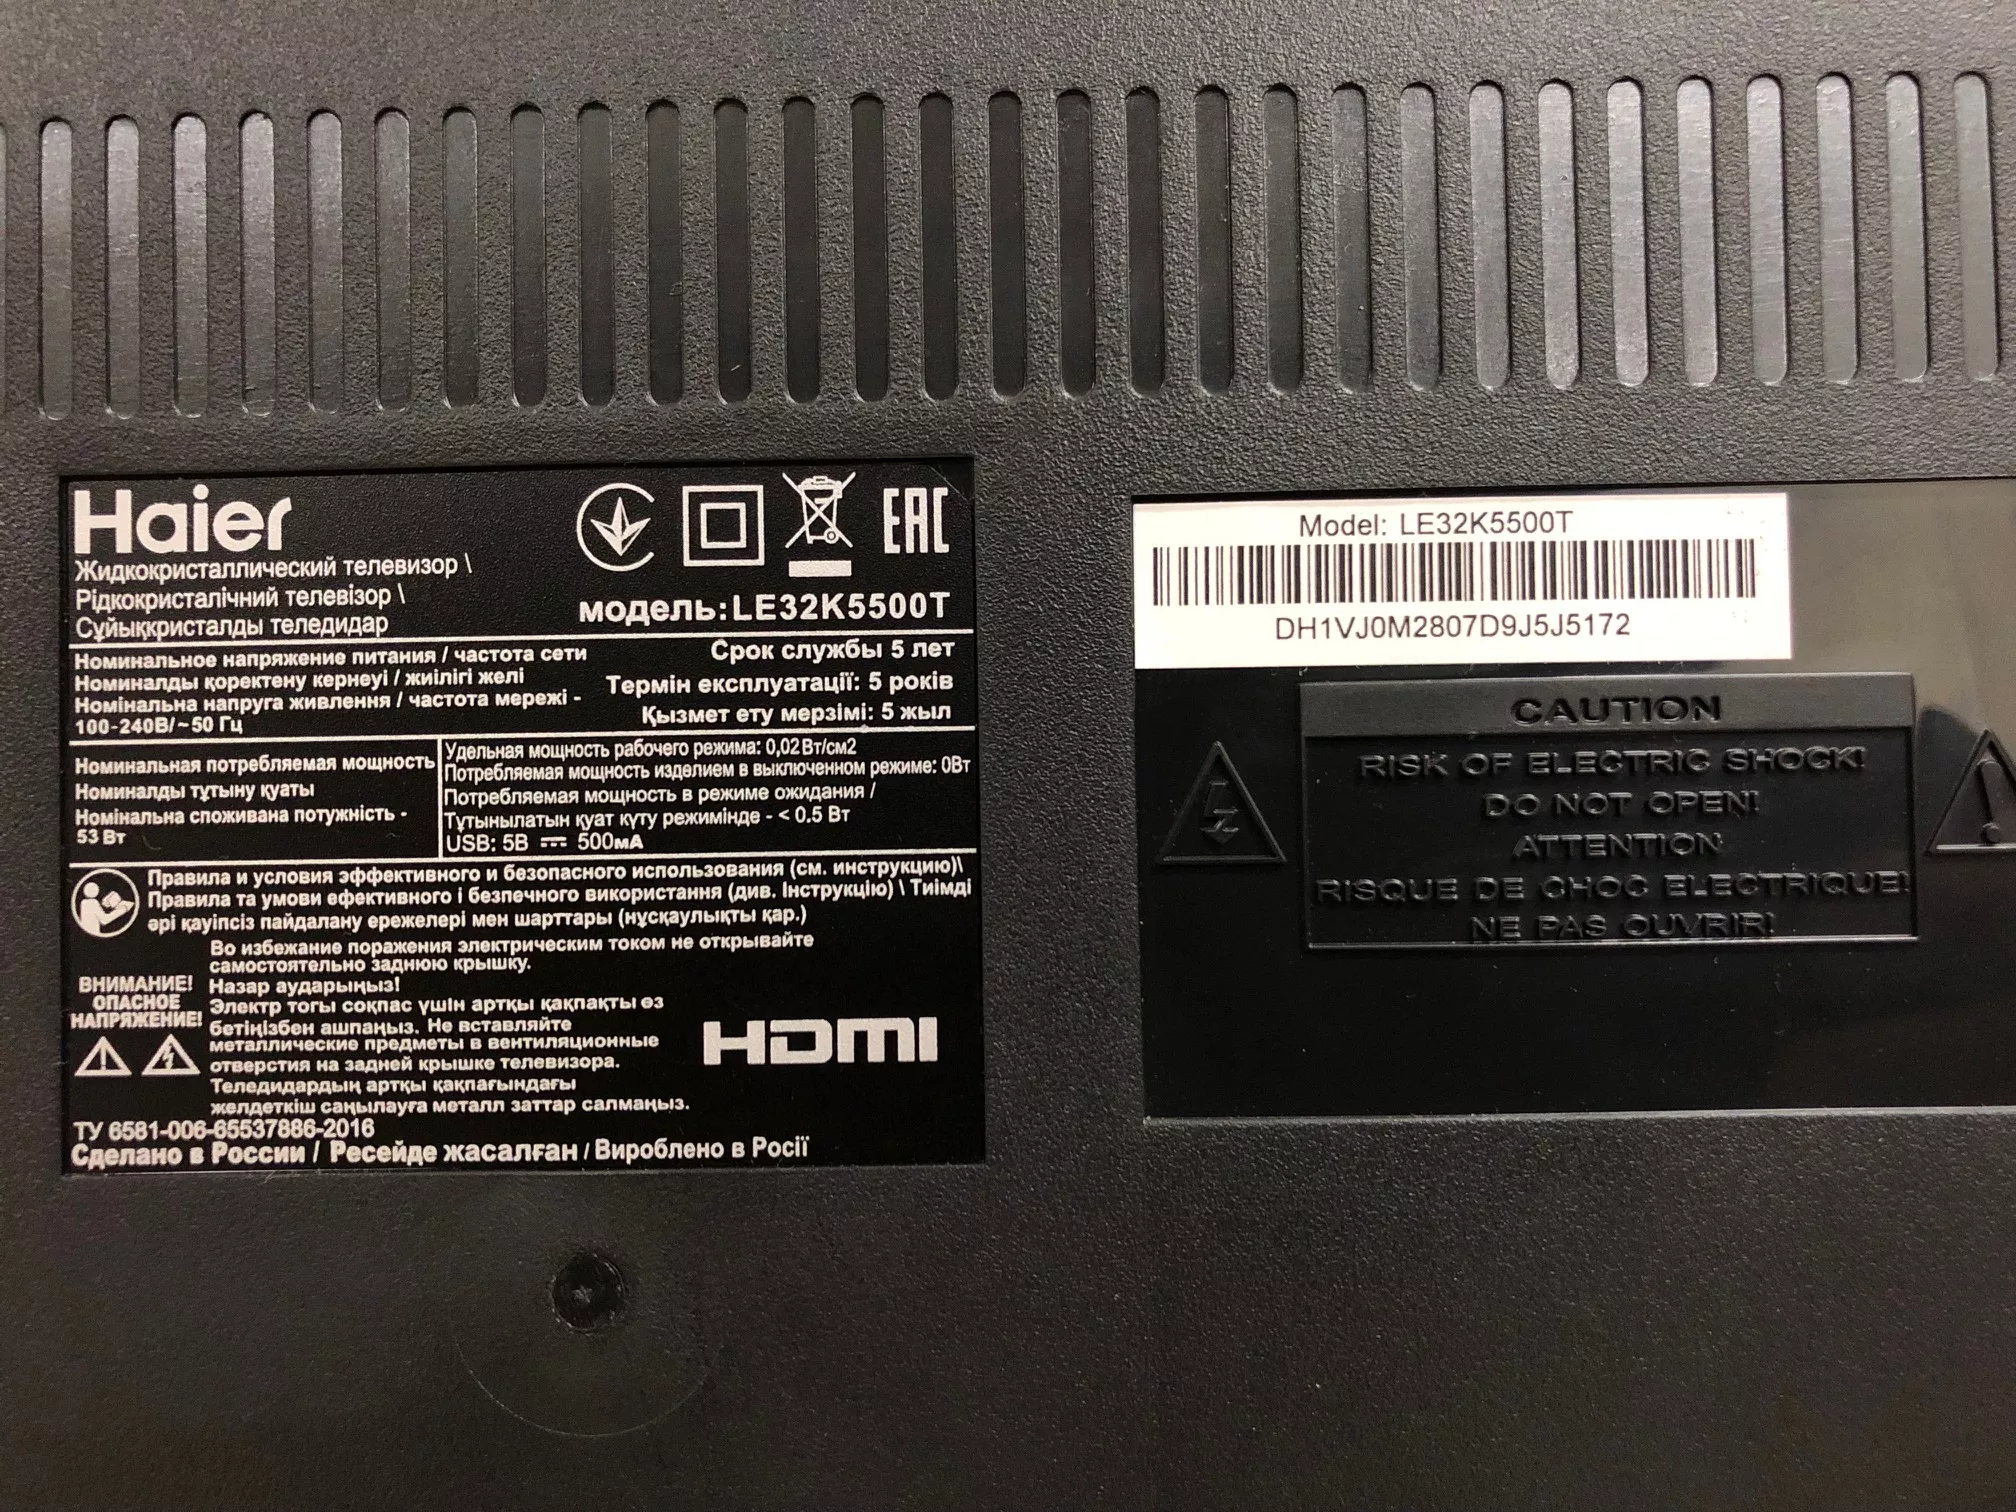 Haier
EAC
Жидкокристаллический телевизор \
Рідкокристалічний телевізор \
Сұйыққристалды теледидар
модель:LE32K5500T
Номинальное напряжение питания / частота сети
Номиналды қоректену кернеуі / жиілігі желі
Номінальна напруга живлення / частота мережі -
100-240В/~50 Гц
Срок службы 5 лет
Термін експлуатації: 5 років
Қызмет ету мерзімі: 5 жыл
Номинальная потребляемая мощность
Номиналды тұтыну қуаты
Номінальна споживана потужність -
53 Вт
Удельная мощность рабочего режима: 0,02Вт/см2
Потребляемая мощность изделием в выключенном режиме: 0Вт
Потребляемая мощность в режиме ожидания /
Тұтынылатын қуат күту режимінде - < 0.5 Вт
USB: 5В ⎓ 500мА
Правила и условия эффективного и безопасного использования (см. инструкцию)\
Правила та умови ефективного і безпечного використання (див. Інструкцію) \ Тиімді
әрі қауіпсіз пайдалану ережелері мен шарттары (нұсқаулықты қар.)
ВНИМАНИЕ!
ОПАСНОЕ
НАПРЯЖЕНИЕ!
Во избежание поражения электрическим током не открывайте
самостоятельно заднюю крышку.
Назар аударыңыз!
Электр тогы соқпас үшін артқы қақпақты өз
бетіңізбен ашпаңыз. Не вставляйте
металлические предметы в вентиляционные
отверстия на задней крышке телевизора.
Теледидардың артқы қақпағындағы
желдеткіш саңылауға металл заттар салмаңыз.
HDMI
ТУ 6581-006-65537886-2016
Сделано в России / Ресейде жасалған / Вироблено в Росії
Model: LE32K5500T
DH1VJ0M2807D9J5J5172
CAUTION
RISK OF ELECTRIC SHOCK!
DO NOT OPEN!
ATTENTION
RISQUE DE CHOC ELECTRIQUE!
NE PAS OUVRIR!